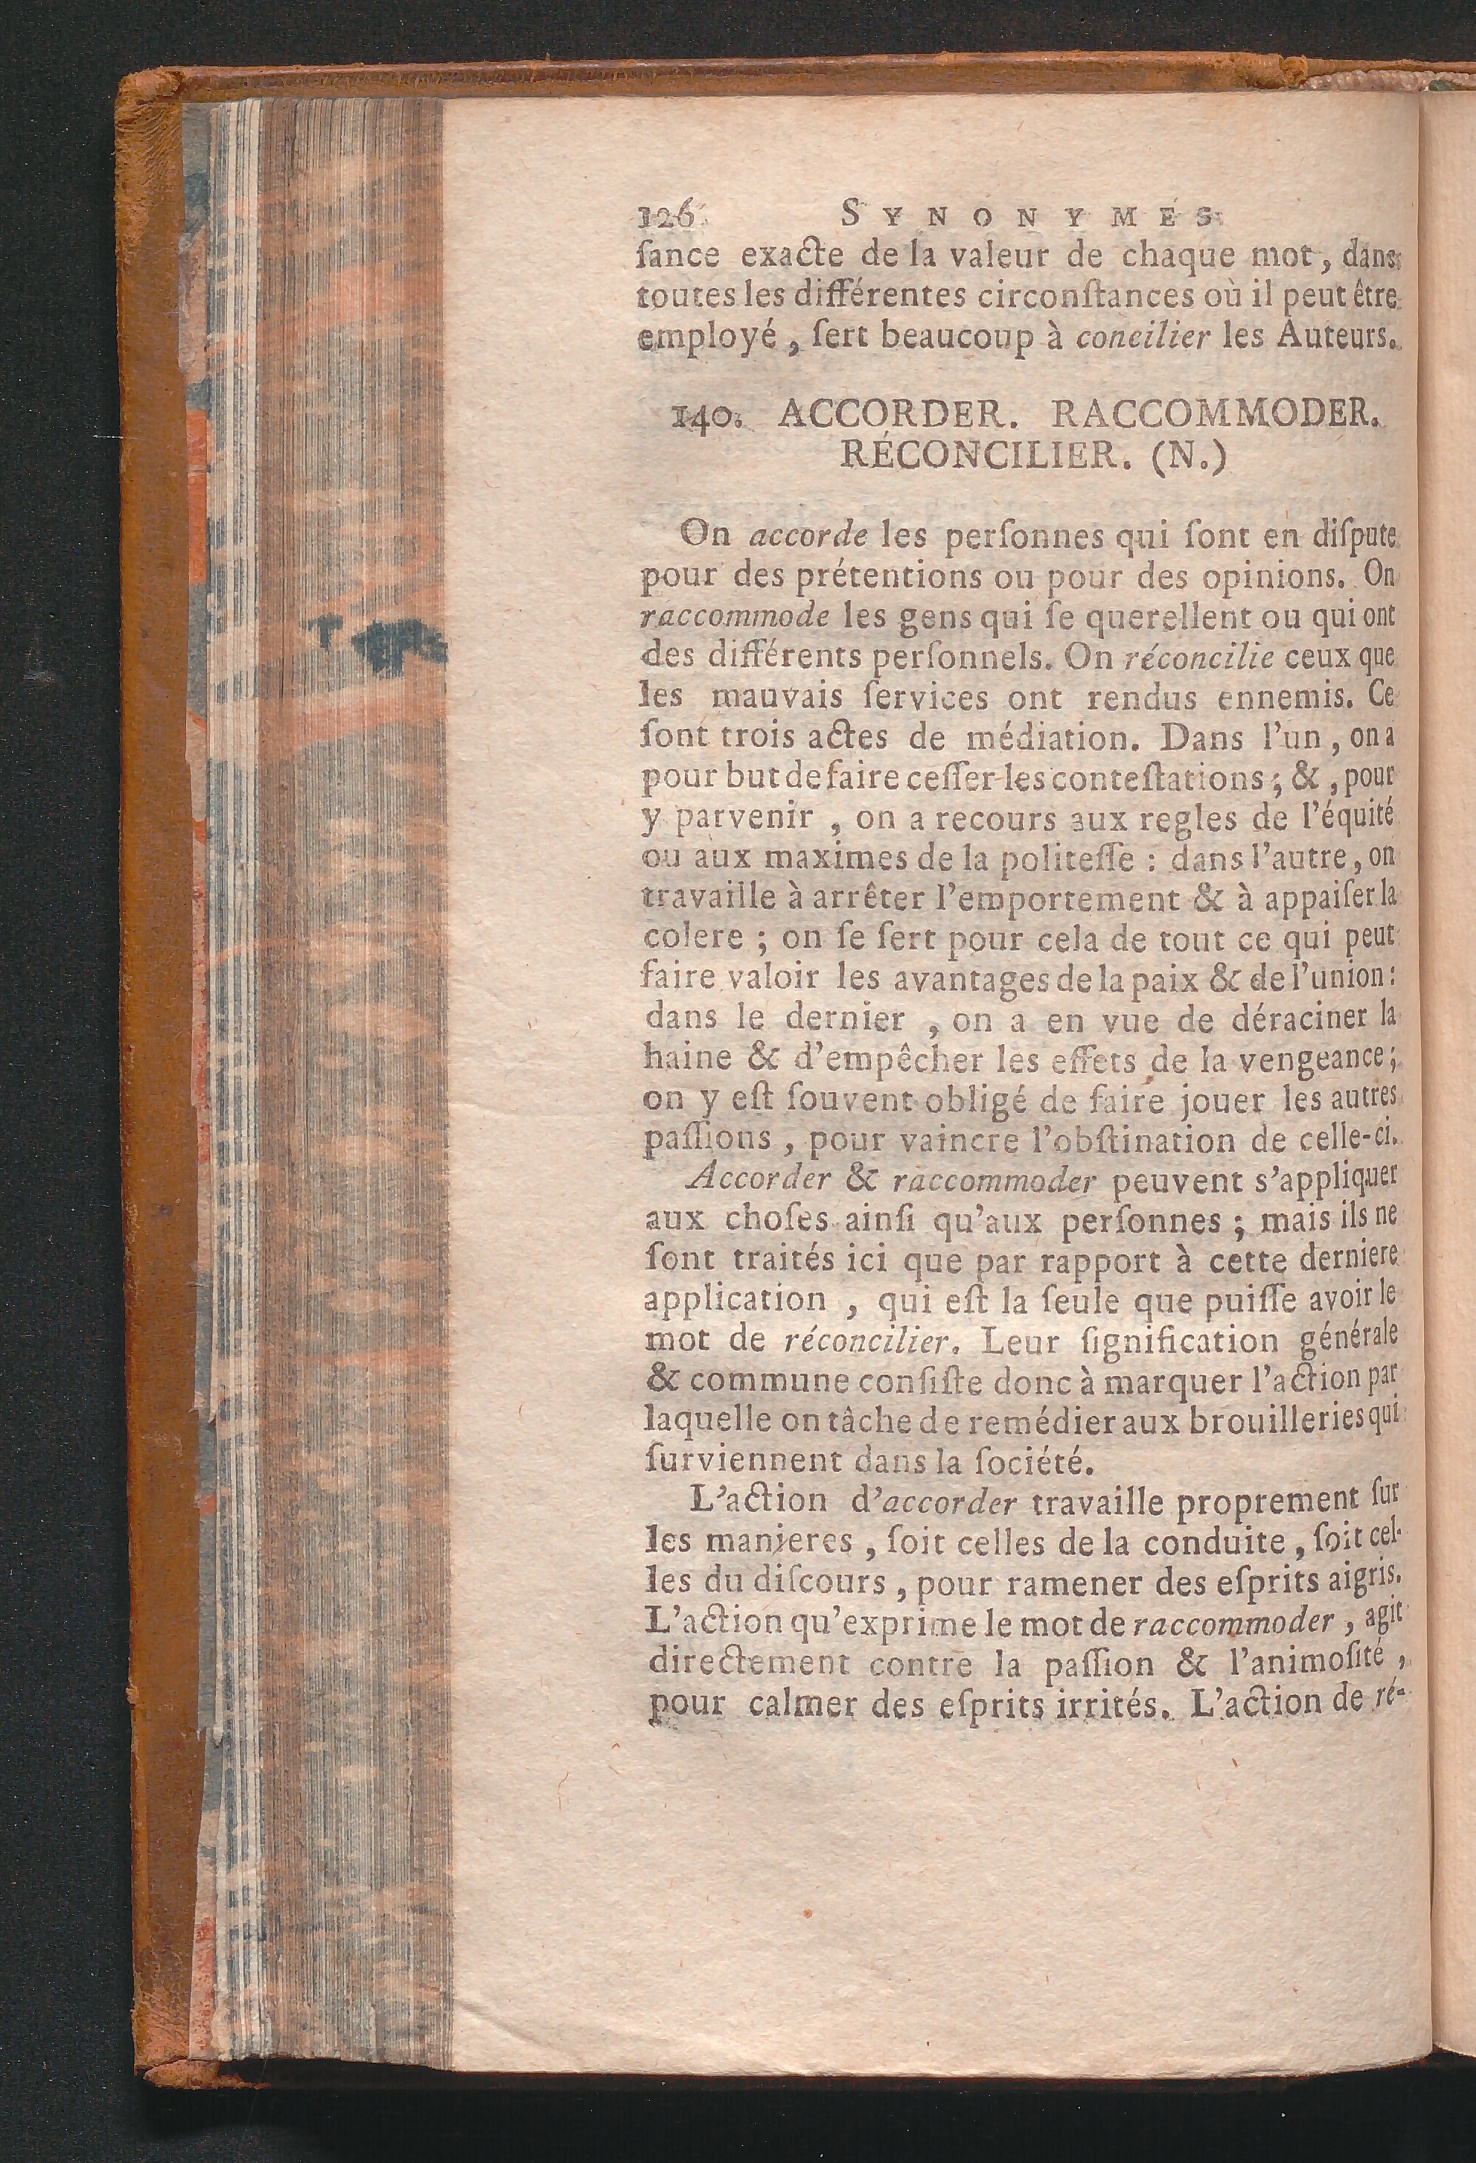 126 SYNONYMES
ſance exacte de la valeur de chaque mot, dans
toutes les différentes circonſtances où il peut être
employé, ſert beaucoup à concilier les Auteurs.
140. ACCORDER. RACCOMMODER.
RÉCONCILIER. (N.)
On accorde les perſonnes qui ſont en diſpute
pour des prétentions ou pour des opinions. On
raccommode les gens qui ſe querellent ou qui ont
des différents perſonnels. On réconcilie ceux que
les mauvais ſervices ont rendus ennemis. Ce
ſont trois actes de médiation. Dans l'un, on a
pour but de faire ceſſer les conteſtations; &, pour
y parvenir, on a recours aux regles de l'équité
ou aux maximes de la politeſſe : dans l'autre, on
travaille à arrêter l'emportement & à appaiſer la
colere ; on ſe ſert pour cela de tout ce qui peut
faire valoir les avantages de la paix & de l'union:
dans le dernier, on a en vue de déraciner la
haine & d'empêcher les effets de la vengeance;
on y eſt ſouvent obligé de faire jouer les autres
paſſions, pour vaincre l'obſtination de celle-ci.
Accorder & raccommoder peuvent s'appliquer
aux choſes ainſi qu'aux perſonnes ; mais ils ne
ſont traités ici que par rapport à cette derniere
application, qui eſt la ſeule que puiſſe avoir le
mot de réconcilier. Leur ſignification générale
& commune conſiſte donc à marquer l'action par
laquelle on tâche de remédier aux brouilleries qui
ſurviennent dans la ſociété.
L'action d'accorder travaille proprement ſur
les manieres, ſoit celles de la conduite, ſoit cel-
les du diſcours, pour ramener des eſprits aigris.
L'action qu'exprime le mot de raccommoder, agit
directement contre la paſſion & l'animoſité,
pour calmer des eſprits irrités. L'action de ré-